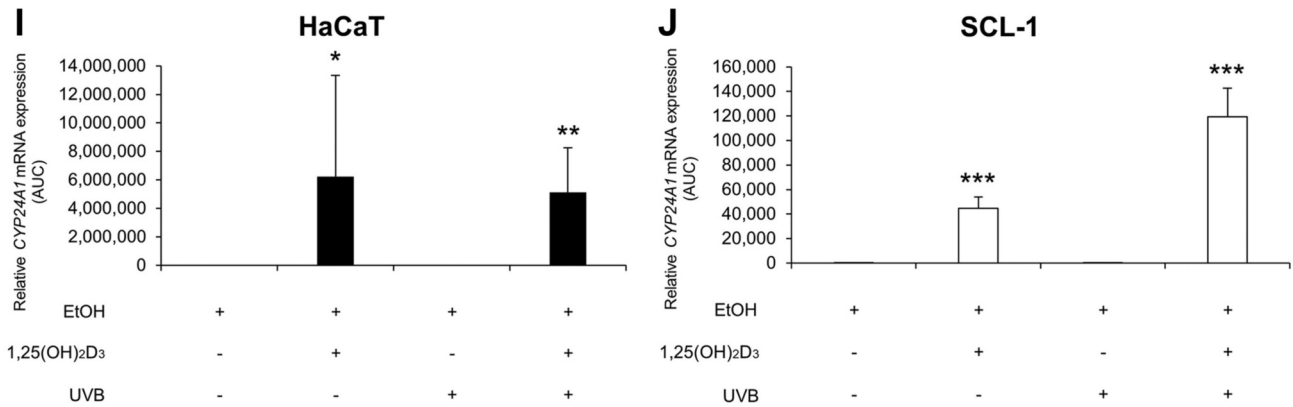 I
HaCaT
Relative CYP24A1 mRNA expression
(AUC)
14,000,000
12,000,000
10,000,000
8,000,000
6,000,000
4,000,000
2,000,000
0
*
**
EtOH + + + +
1,25(OH)₂D₃ - + - +
UVB - - + +
J
SCL-1
Relative CYP24A1 mRNA expression
(AUC)
160,000
140,000
120,000
100,000
80,000
60,000
40,000
20,000
0
***
***
EtOH + + + +
1,25(OH)₂D₃ - + - +
UVB - - + +